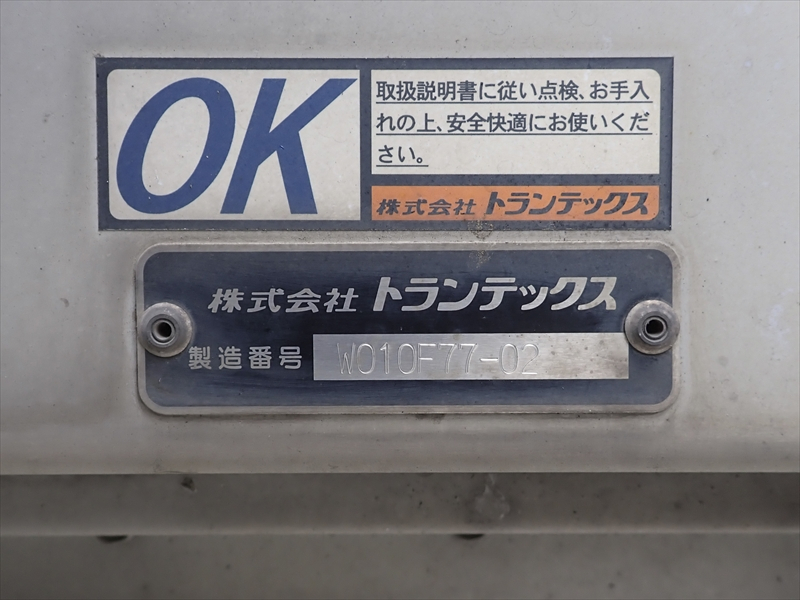 OK
取扱説明書に従い点検、お手入
れの上、安全快適にお使いくだ
さい。
株式会社 トランテックス
株式会社 トランテックス
製造番号 W010F77-02